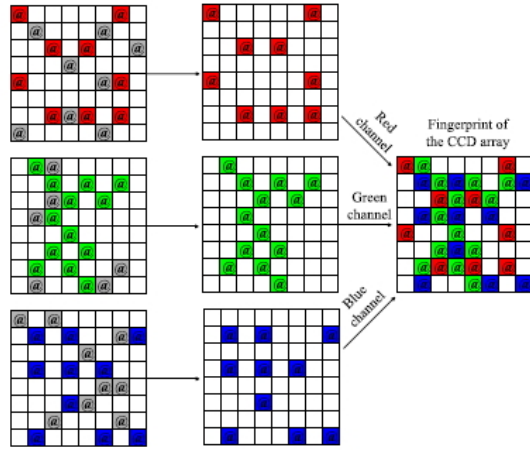 Red
channel
Fingerprint of
the CCD array
Green
channel
Blue
channel